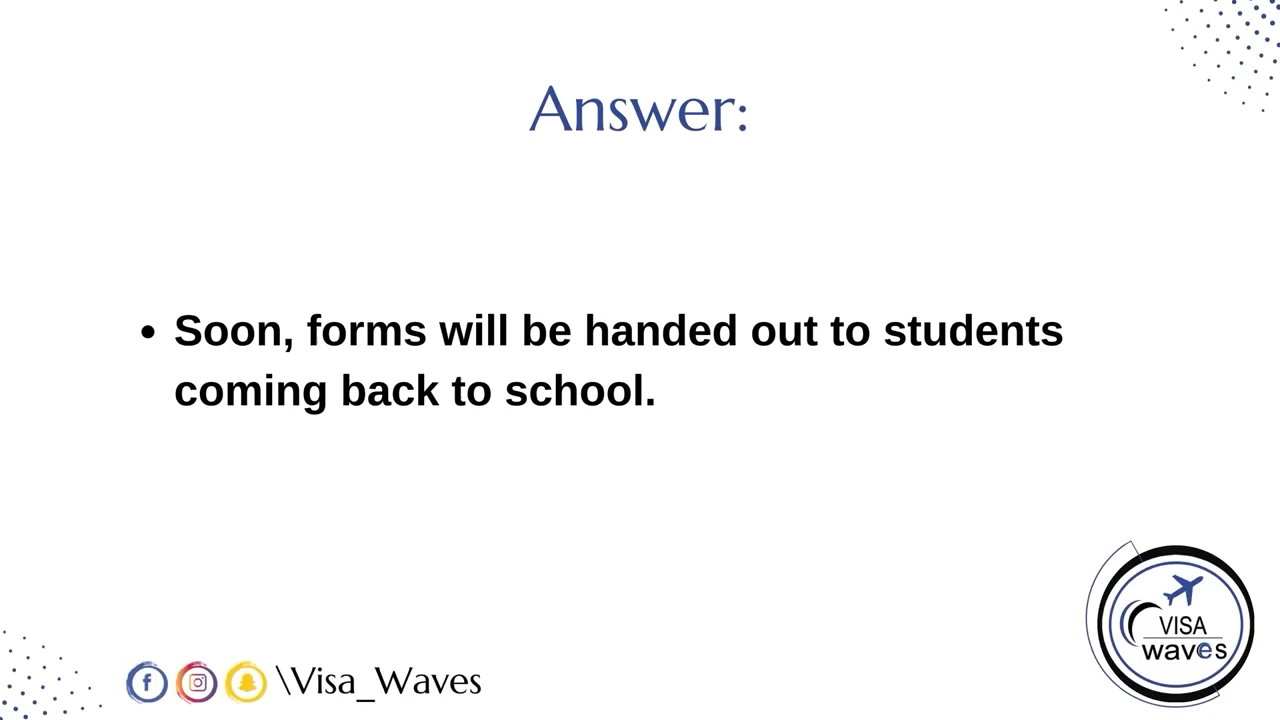 Answer:
• Soon, forms will be handed out to students
coming back to school.
VISA
waves
\Visa_Waves